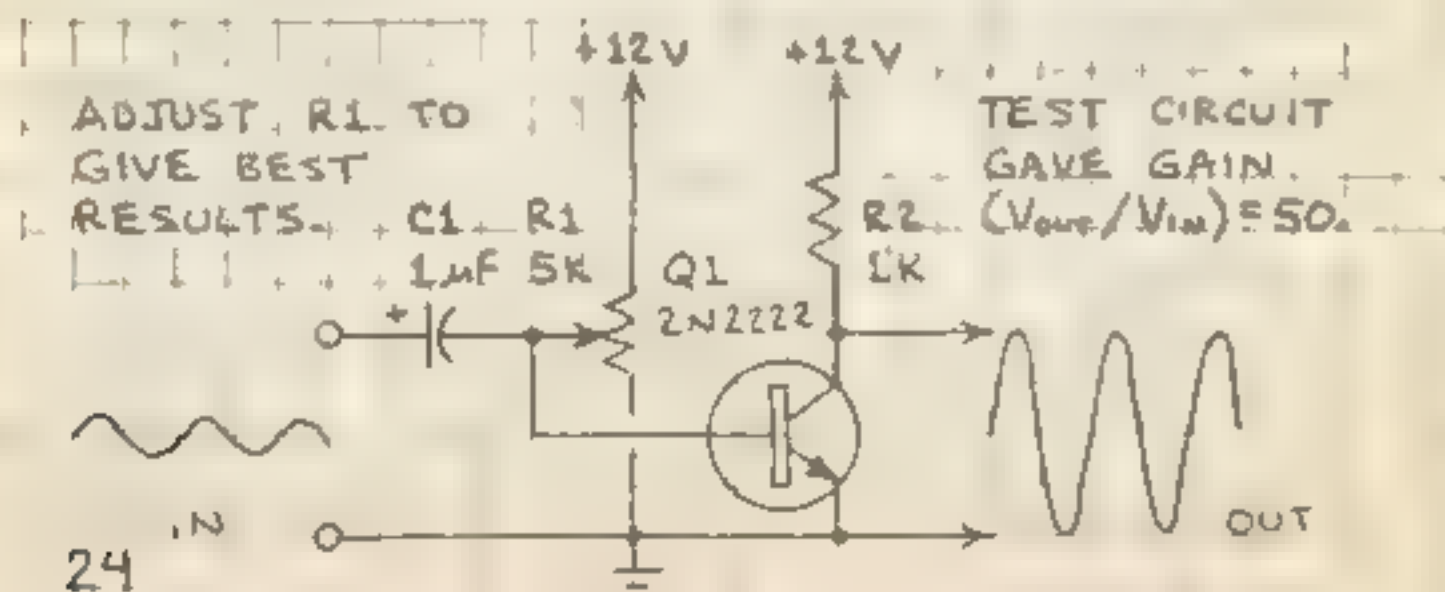 +12V +12V
ADJUST R1 TO
GIVE BEST
RESULTS.
TEST CIRCUIT
GAVE GAIN
(VOUT/VIN) = 50.
C1
1µF
R1
5K
Q1
2N2222
R2
1K
+
IN
OUT
24